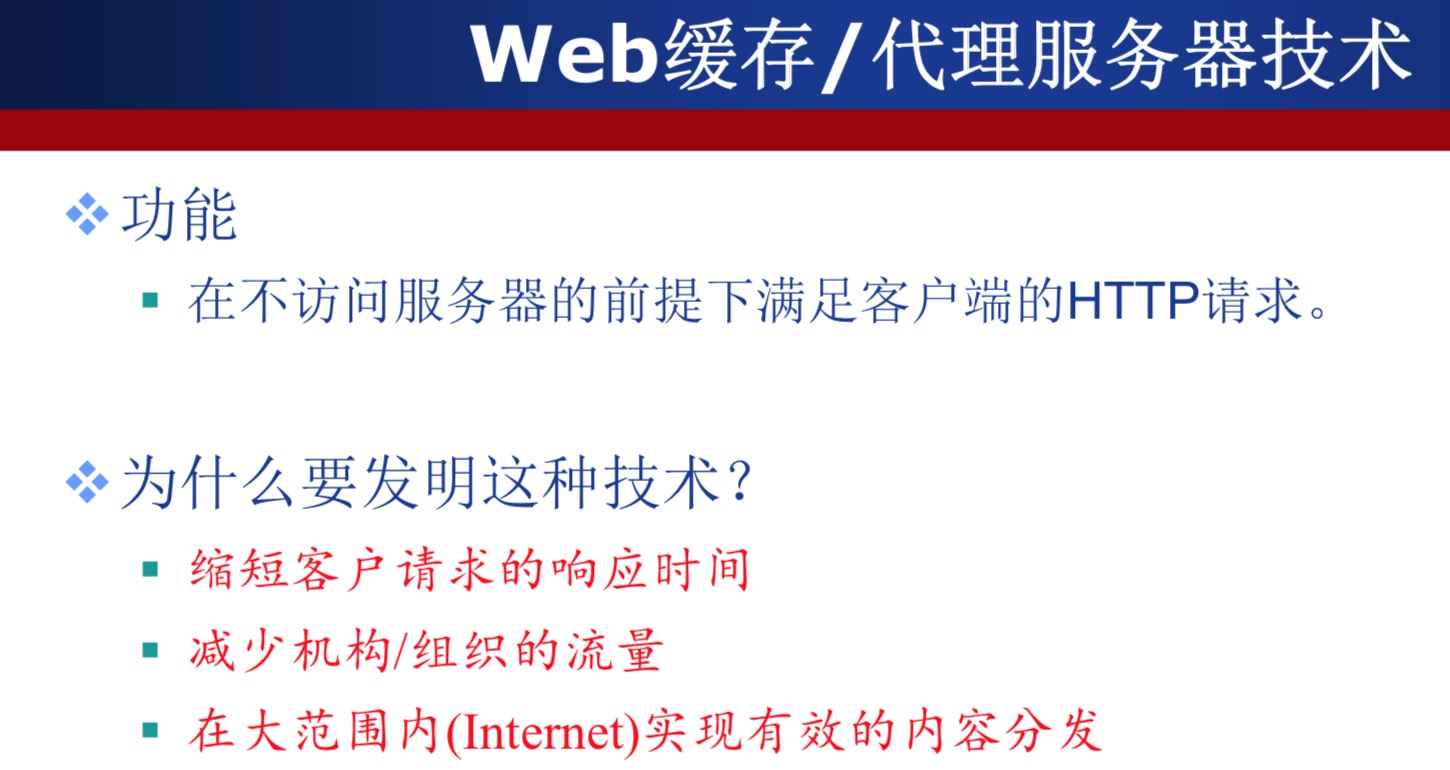 Web缓存/代理服务器技术
功能
在不访问服务器的前提下满足客户端的HTTP请求。
为什么要发明这种技术?
缩短客户请求的响应时间
减少机构/组织的流量
在大范围内(Internet)实现有效的内容分发